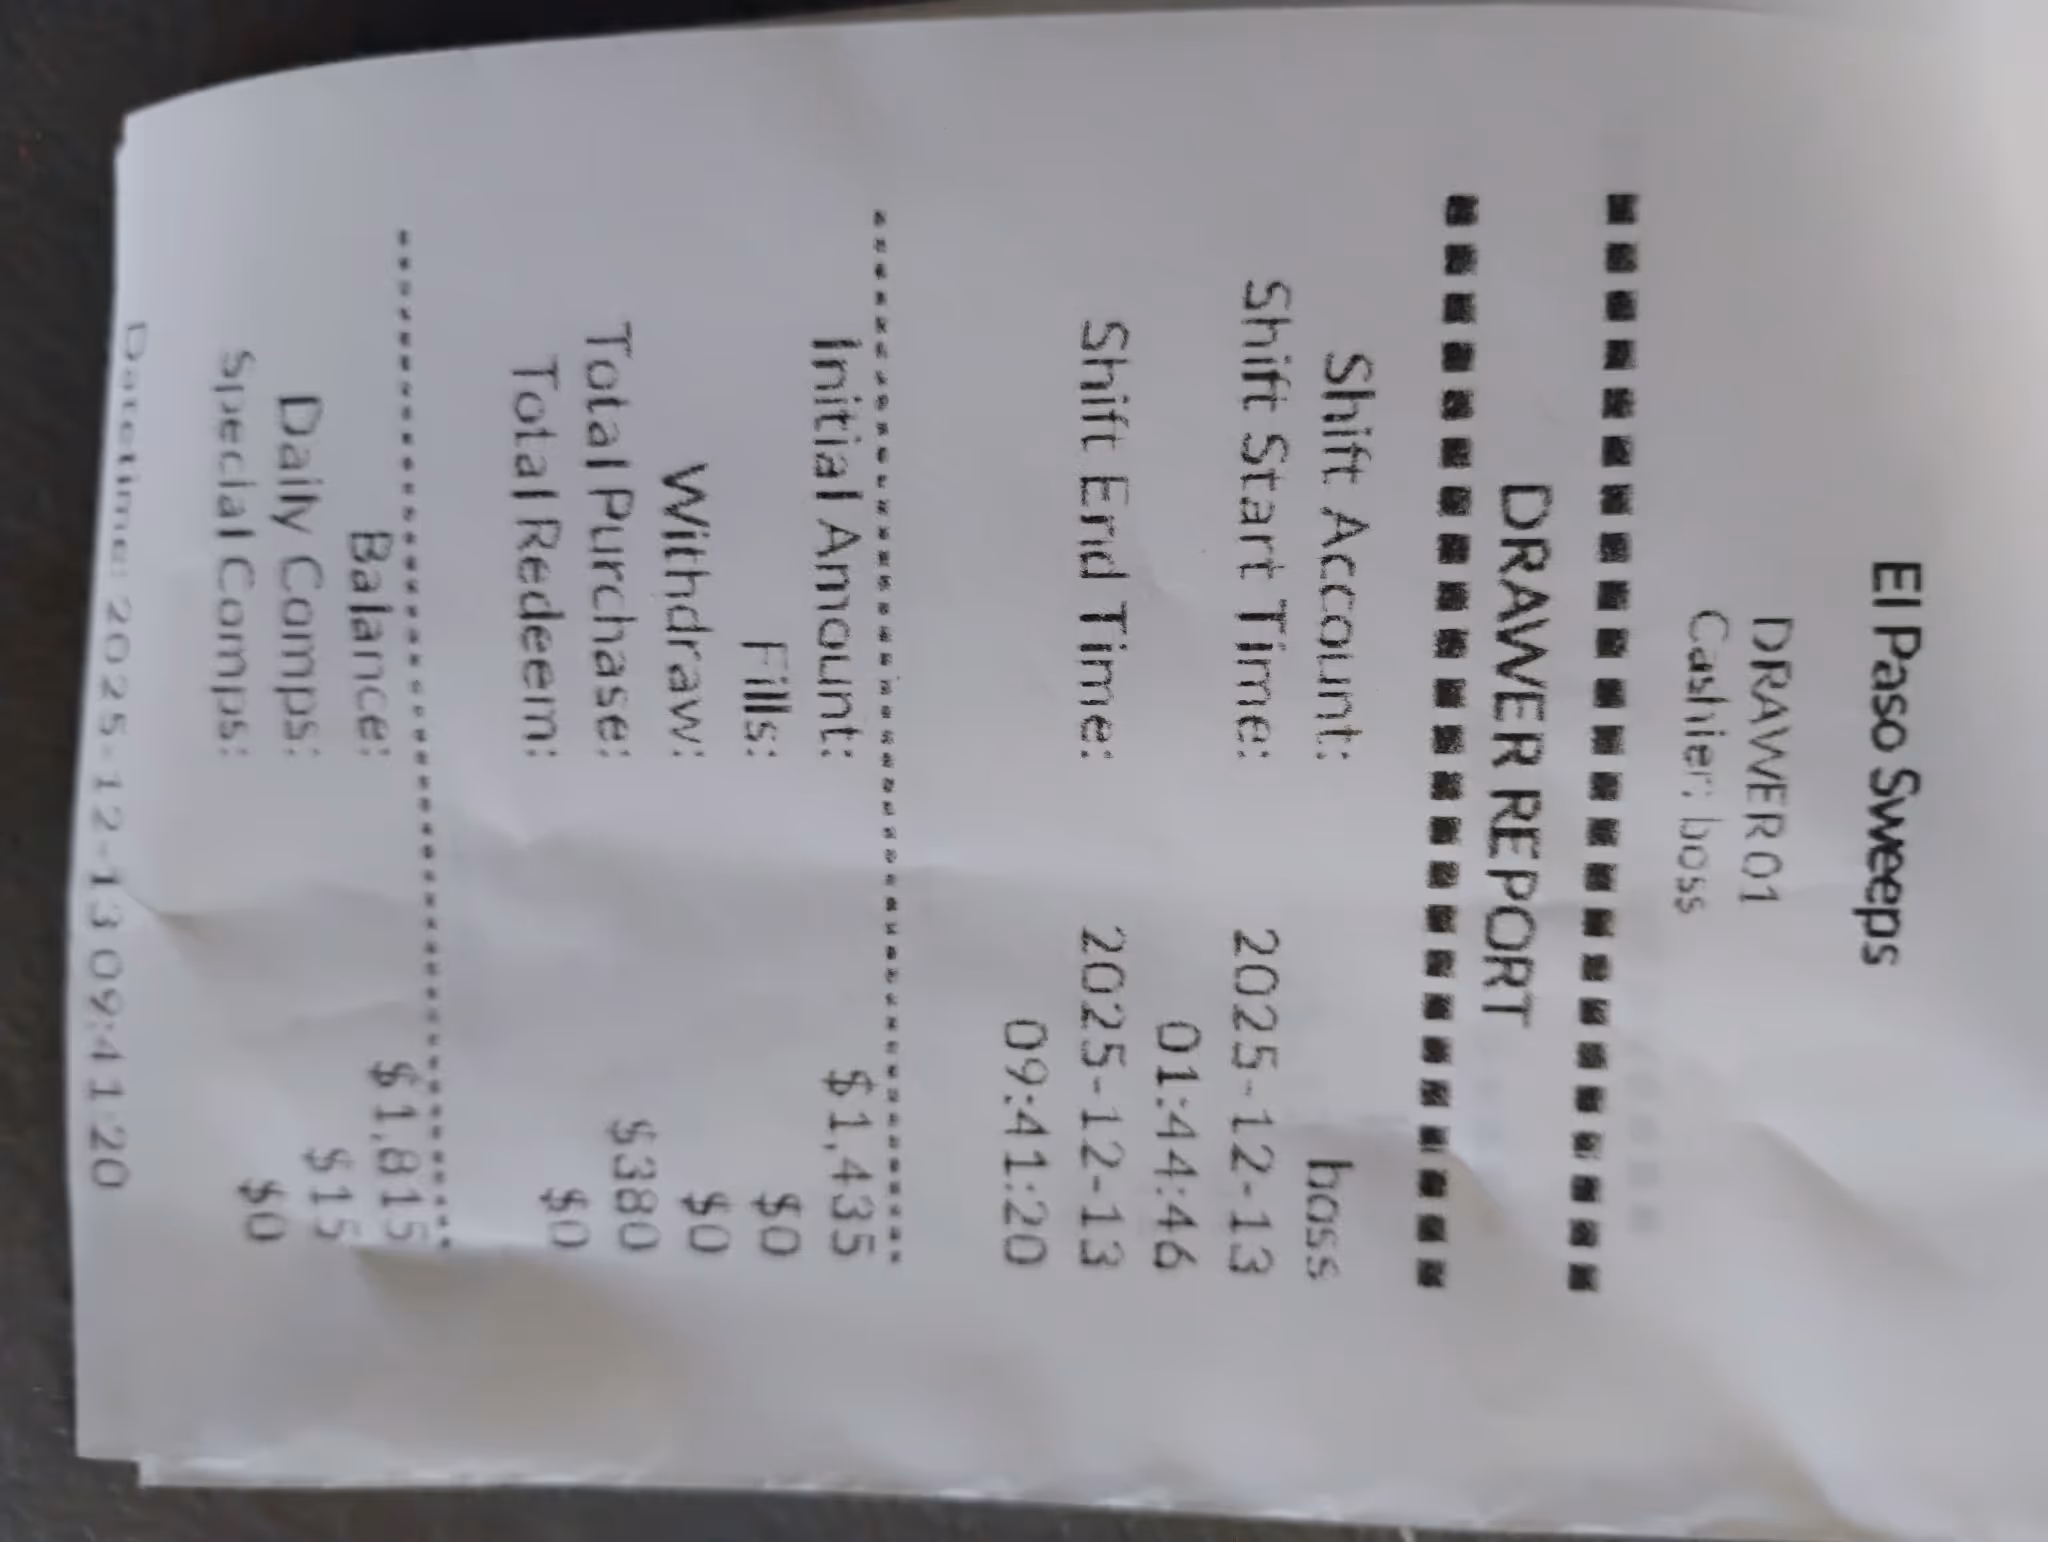 El Paso Sweeps
DRAWER01
Cashier: boss
DRAWER REPORT
Shift Account: boss
Shift Start Time: 2025-12-13
01:44:46
Shift End Time: 2025-12-13
09:41:20
Initial Amount: $1,435
Fills: $0
Withdraw: $0
Total Purchase: $380
Total Redeem: $0
Balance: $1,815
Daily Comps: $15
Special Comps: $0
Datetime: 2025-12-13 09:41:20